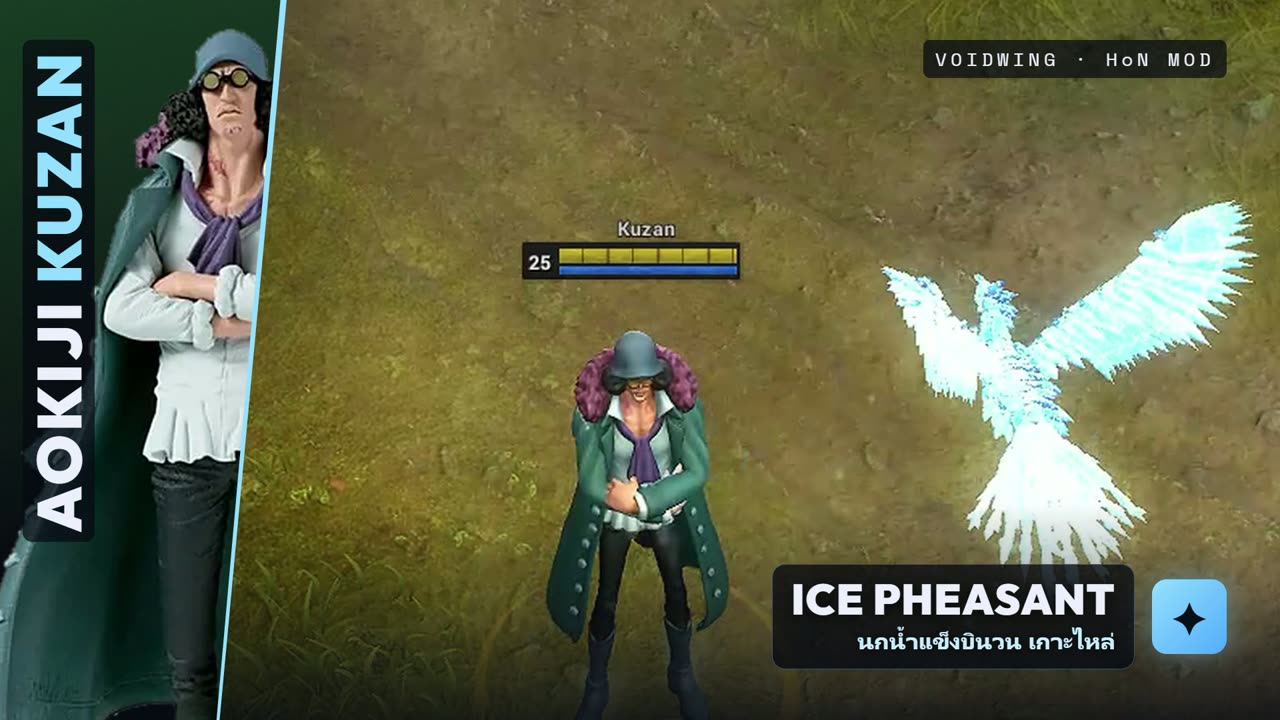 AOKIJI KUZAN
VOIDWING · HoN MOD
Kuzan
25
ICE PHEASANT
นกน้ำแข็งบินวน เกาะไหล่